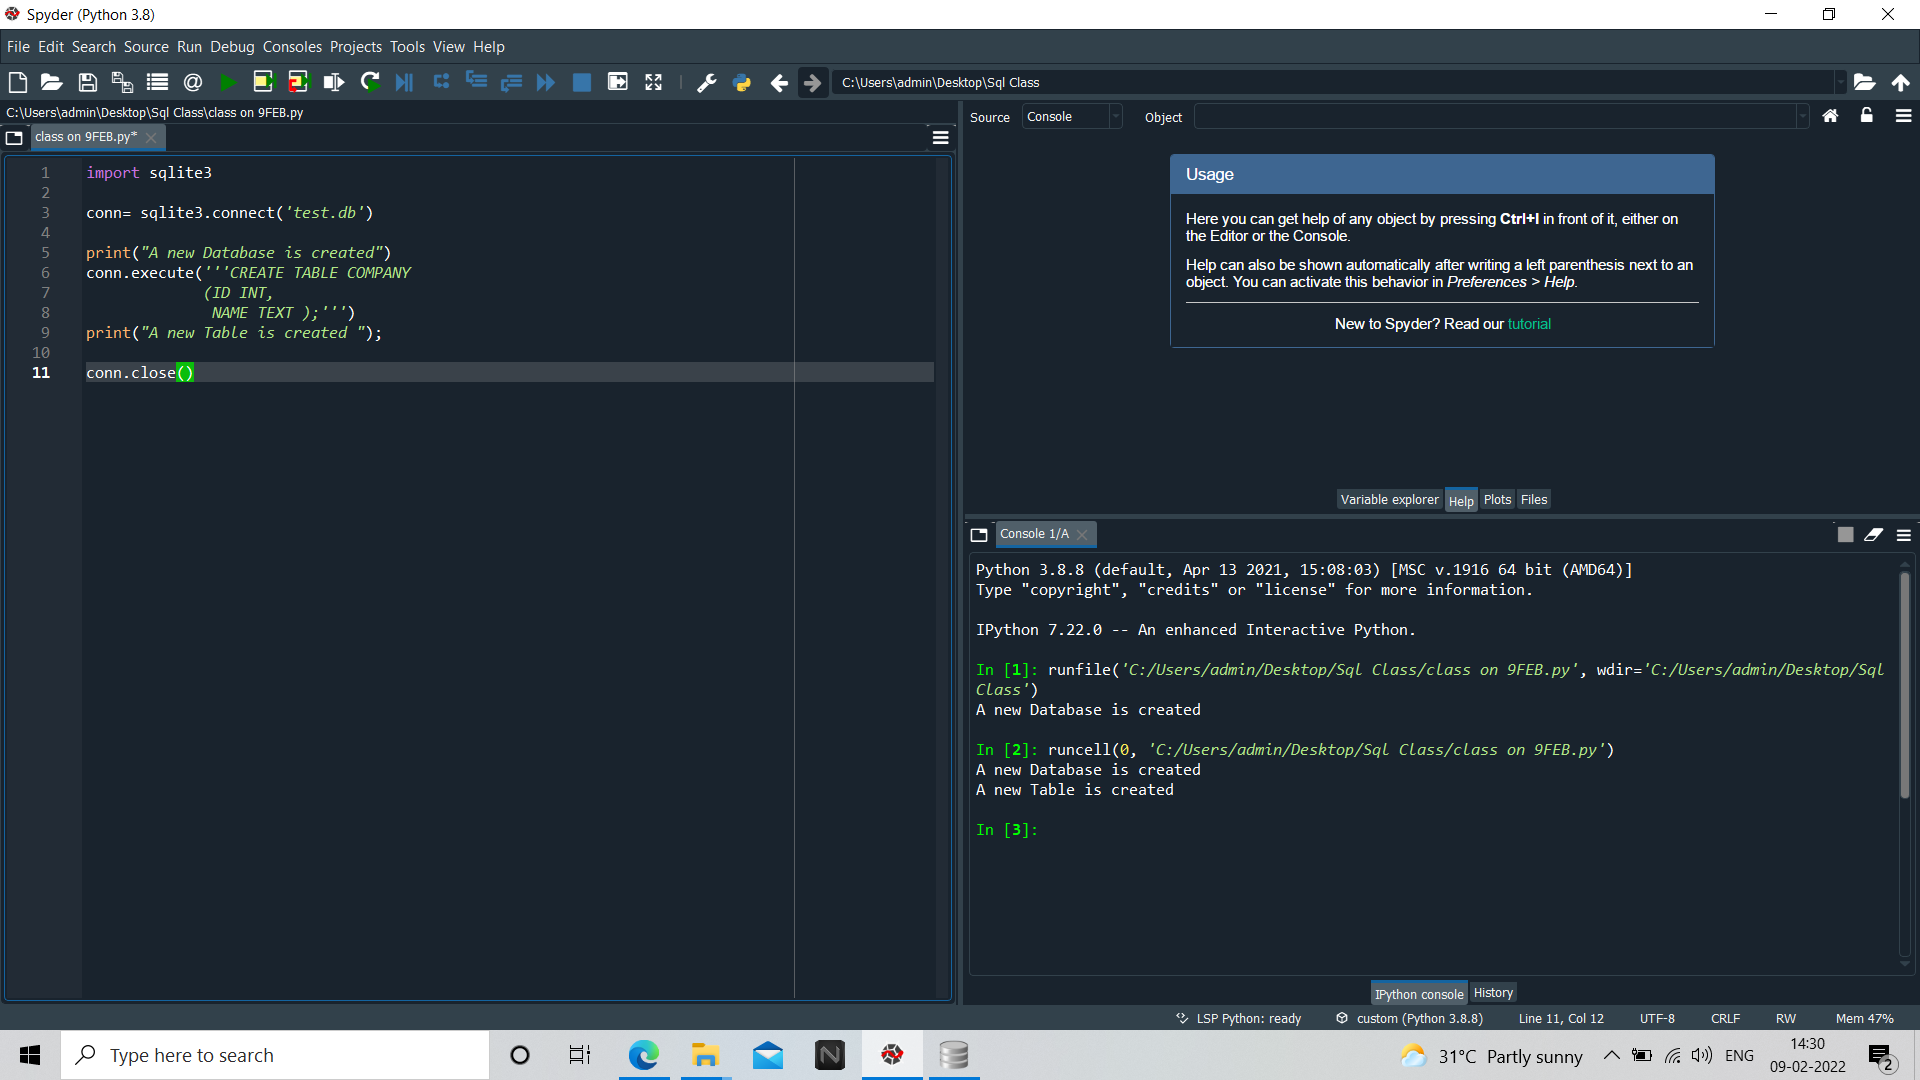 Spyder (Python 3.8)
File Edit Search Source Run Debug Consoles Projects Tools View Help
C:\Users\admin\Desktop\Sql Class
C:\Users\admin\Desktop\Sql Class\class on 9FEB.py
class on 9FEB.py*
1 import sqlite3
2
3 conn= sqlite3.connect('test.db')
4
5 print("A new Database is created")
6 conn.execute('''CREATE TABLE COMPANY
7 (ID INT,
8 NAME TEXT );''')
9 print("A new Table is created ");
10
11 conn.close()
Source Console Object
Usage
Here you can get help of any object by pressing Ctrl+I in front of it, either on
the Editor or the Console.
Help can also be shown automatically after writing a left parenthesis next to an
object. You can activate this behavior in Preferences > Help.
New to Spyder? Read our tutorial
Variable explorer Help Plots Files
Console 1/A
Python 3.8.8 (default, Apr 13 2021, 15:08:03) [MSC v.1916 64 bit (AMD64)]
Type "copyright", "credits" or "license" for more information.
IPython 7.22.0 -- An enhanced Interactive Python.
In [1]: runfile('C:/Users/admin/Desktop/Sql Class/class on 9FEB.py', wdir='C:/Users/admin/Desktop/Sql
Class')
A new Database is created
In [2]: runcell(0, 'C:/Users/admin/Desktop/Sql Class/class on 9FEB.py')
A new Database is created
A new Table is created
In [3]:
IPython console History
LSP Python: ready custom (Python 3.8.8) Line 11, Col 12 UTF-8 CRLF RW Mem 47%
Type here to search
31°C Partly sunny
ENG
14:30
09-02-2022
2